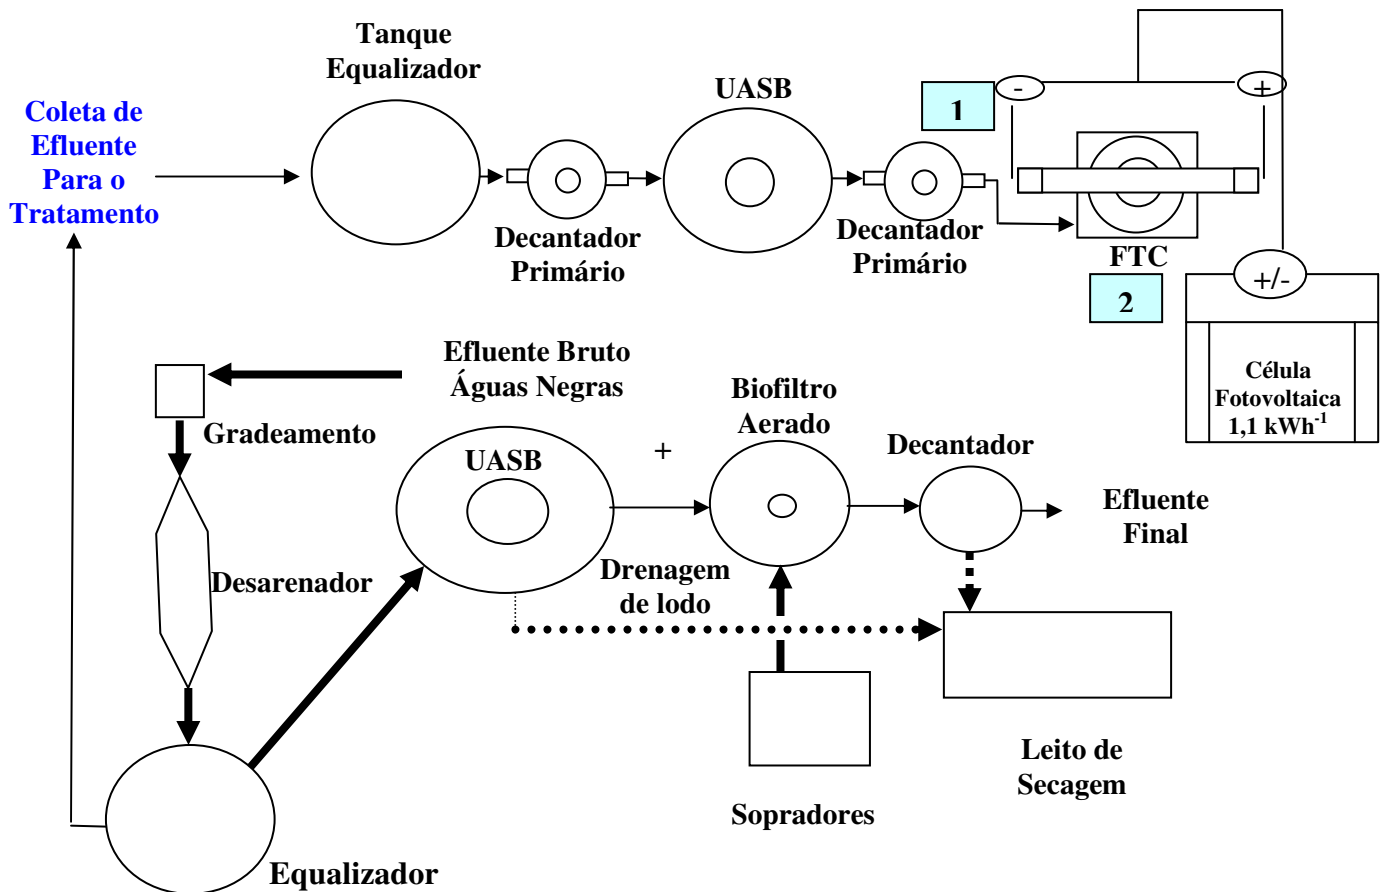 Tanque
Equalizador
UASB
1
-
+
Coleta de
Efluente
Para o
Tratamento
Decantador
Primário
Decantador
Primário
FTC
2
+/-
Célula
Fotovoltaica
1,1 kWh⁻¹
Efluente Bruto
Águas Negras
Gradeamento
Biofiltro
Aerado
UASB
+
Decantador
Efluente
Final
Desarenador
Drenagem
de lodo
Leito de
Secagem
Sopradores
Equalizador